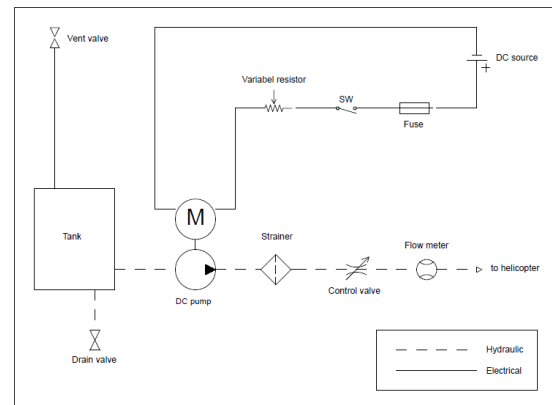 Vent valve
DC source
Variabel resistor
SW
Fuse
M
Tank
Strainer
Flow meter
to helicopter
DC pump
Control valve
Drain valve
Hydraulic
Electrical